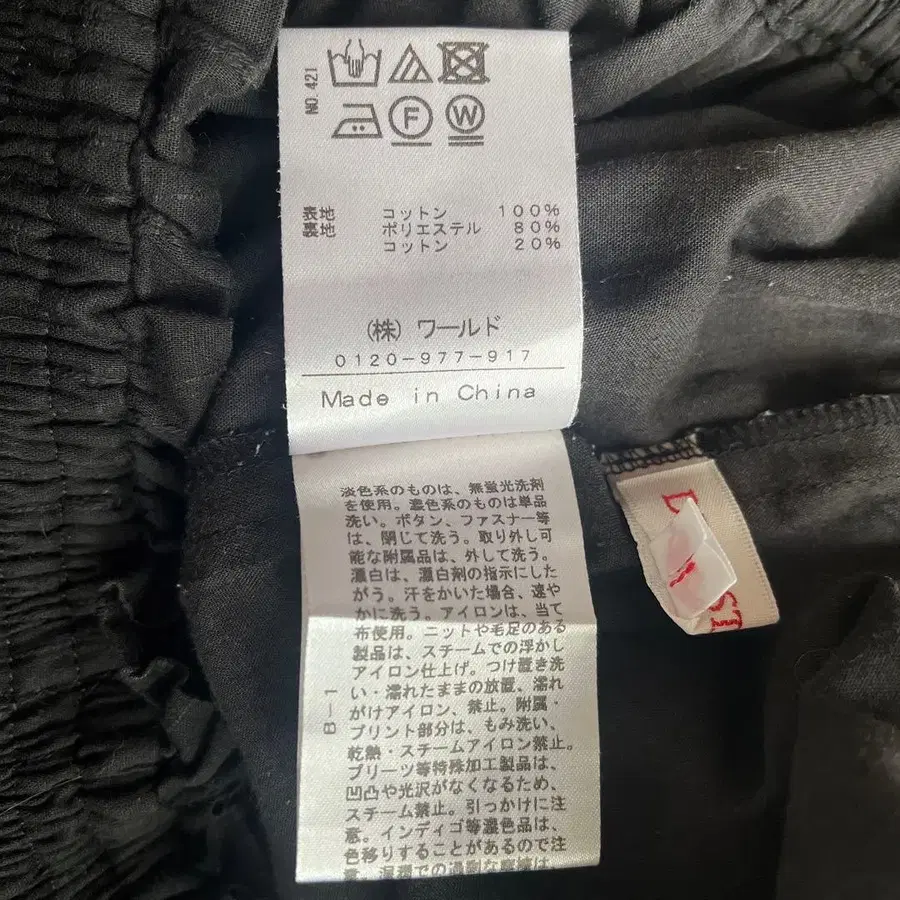 NO.421
F
W
表地 コットン 100%
裏地 ポリエステル 80%
コットン 20%
(株)ワールド
0120-977-917
Made in China
淡色系のものは、無蛍光洗剤
を使用。濃色系のものは単品
洗い。ボタン、ファスナー等
は、閉じて洗う。取り外し可
能な附属品は、外して洗う。
漂白は、漂白剤の指示にした
がう。汗をかいた場合、速や
かに洗う。アイロンは、当て
布使用。ニットや毛足のある
製品は、スチームでの浮かし
アイロン仕上げ。つけ置き洗
い・濡れたままの放置、濡れ
がけアイロン、禁止。附属・
プリント部分は、もみ洗い、
乾熱・スチームアイロン禁止。
プリーツ等特殊加工製品は、
凹凸や光沢がなくなるため、
スチーム禁止。引っかけに注
意。インディゴ等濃色品は、
色移りすることがあるので注
意。湿潤での過剰な摩擦は、
B-1
ST